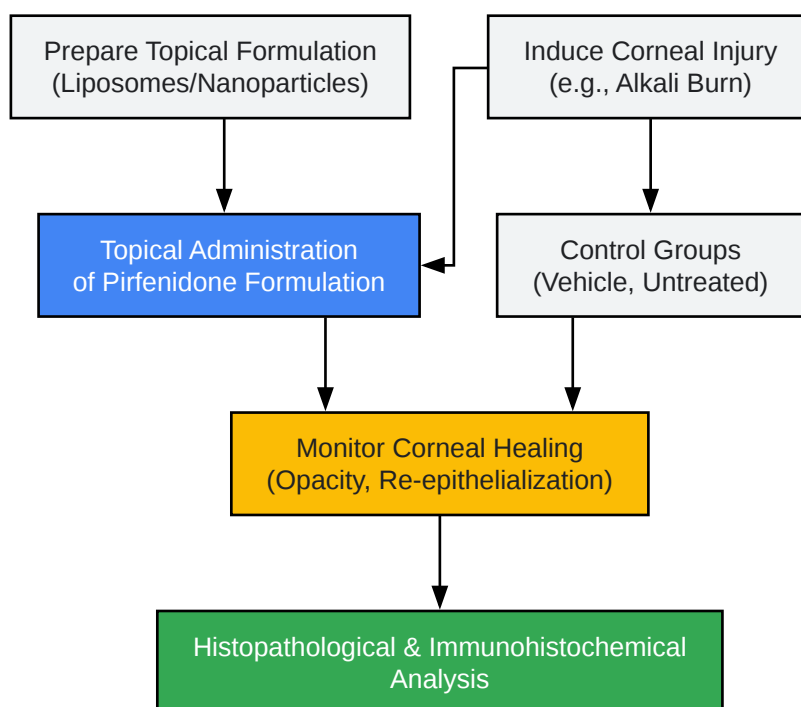 Prepare Topical Formulation
(Liposomes/Nanoparticles)
Induce Corneal Injury
(e.g., Alkali Burn)
Topical Administration
of Pirfenidone Formulation
Control Groups
(Vehicle, Untreated)
Monitor Corneal Healing
(Opacity, Re-epithelialization)
Histopathological & Immunohistochemical
Analysis